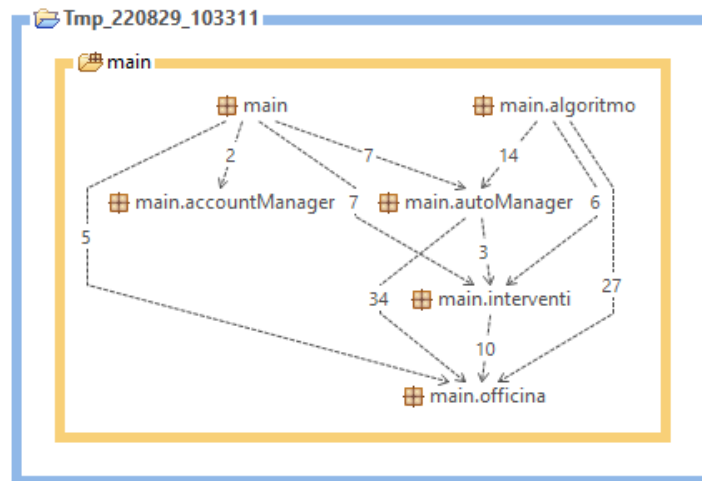 Tmp_220829_103311
main
main
main.algoritmo
2
7
14
main.accountManager
7
main.autoManager
6
5
3
34
main.interventi
27
10
main.officina